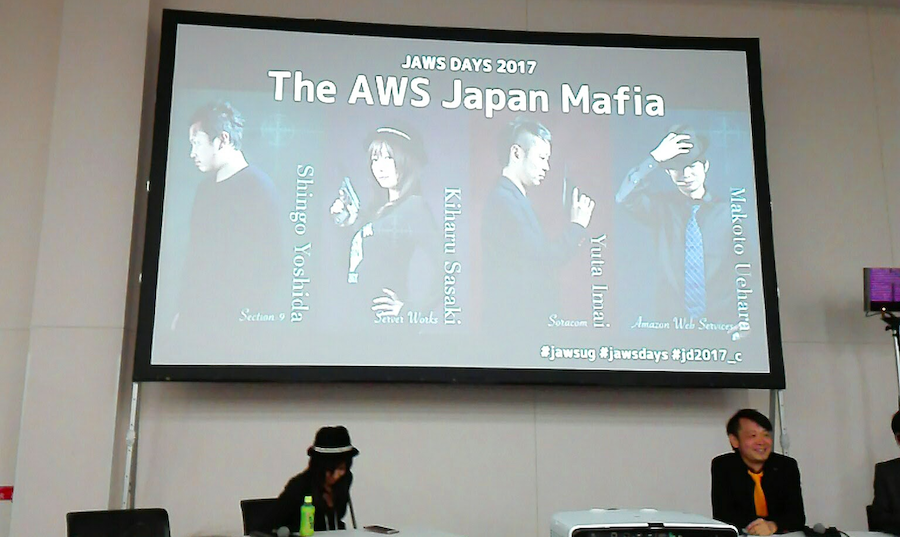 JAWS DAYS 2017
The AWS Japan Mafia
Shingo Yoshida
Section 9
Kiharu Sasaki
Server Works
Yuta Imai
Soracom
Makoto Uehara
Amazon Web Services
#jawsug #jawsdays #jd2017_c